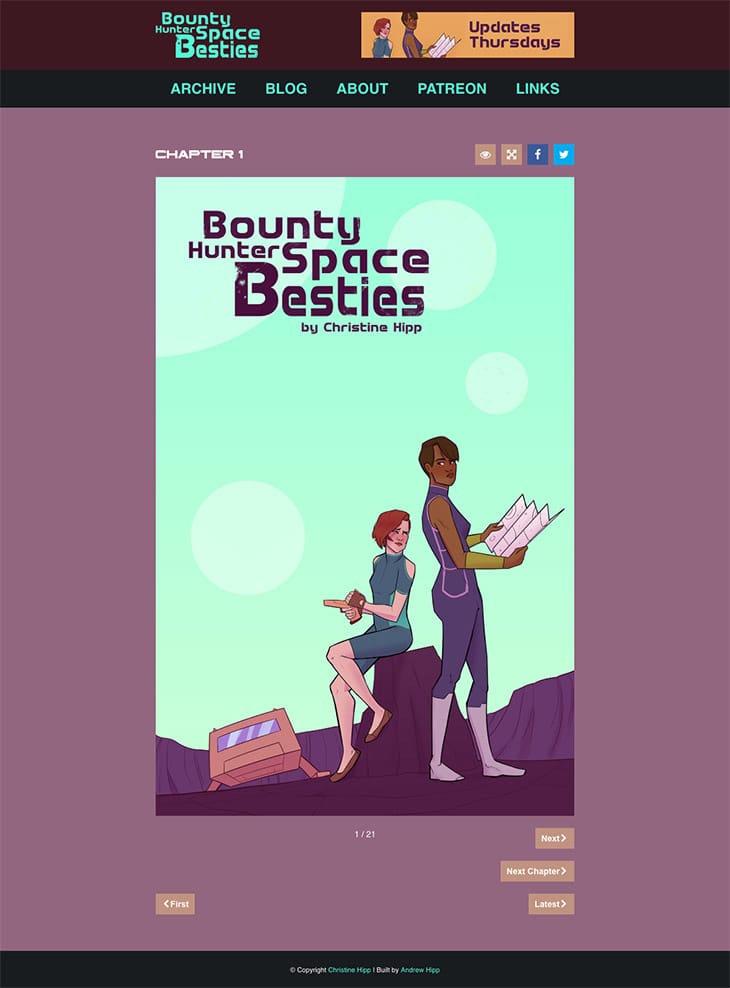 Bounty
Hunter Space
Besties
Updates
Thursdays
ARCHIVE BLOG ABOUT PATREON LINKS
CHAPTER 1
Bounty
Hunter Space
Besties
by Christine Hipp
1 / 21
Next
Next Chapter
First
Latest
© Copyright Christine Hipp | Built by Andrew Hipp